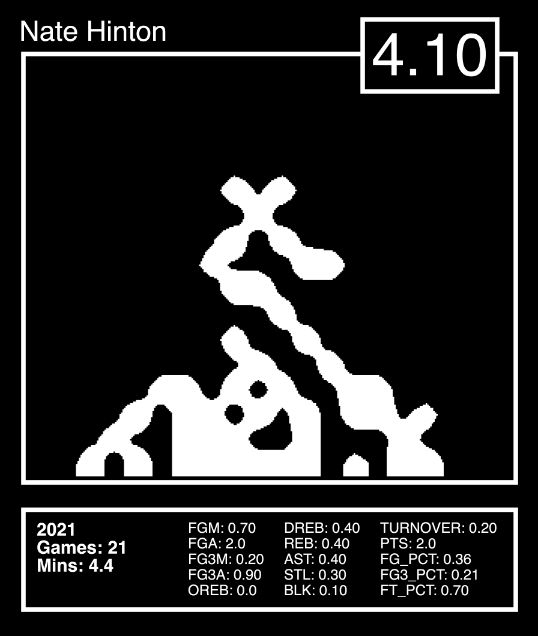 Nate Hinton
4.10
2021
Games: 21
Mins: 4.4
FGM: 0.70
FGA: 2.0
FG3M: 0.20
FG3A: 0.90
OREB: 0.0
DREB: 0.40
REB: 0.40
AST: 0.40
STL: 0.30
BLK: 0.10
TURNOVER: 0.20
PTS: 2.0
FG_PCT: 0.36
FG3_PCT: 0.21
FT_PCT: 0.70